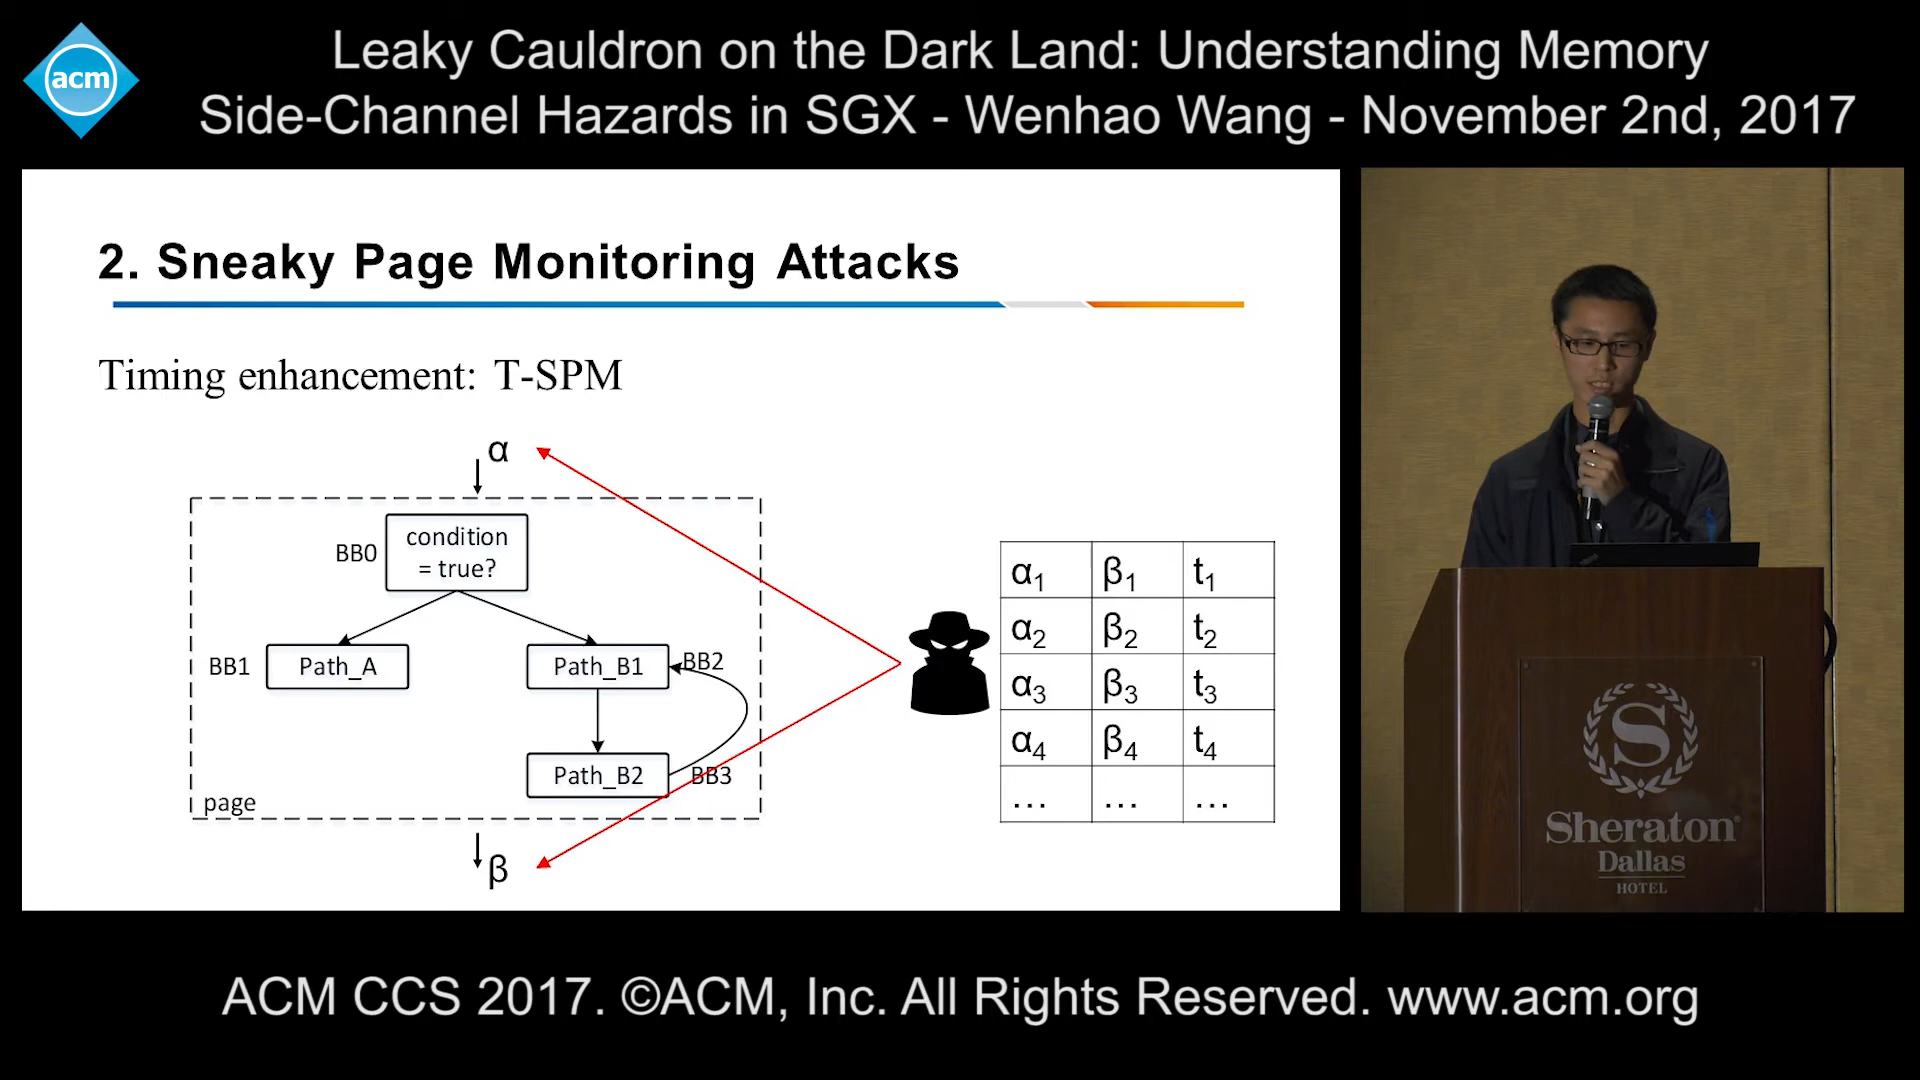 acm
Leaky Cauldron on the Dark Land: Understanding Memory
Side-Channel Hazards in SGX - Wenhao Wang - November 2nd, 2017
2. Sneaky Page Monitoring Attacks
Timing enhancement: T-SPM
α
BB0
condition
= true?
BB1
Path_A
Path_B1
BB2
Path_B2
BB3
page
β
α1 β1 t1
α2 β2 t2
α3 β3 t3
α4 β4 t4
... ... ...
S
Sheraton
Dallas
HOTEL
ACM CCS 2017. ©ACM, Inc. All Rights Reserved. www.acm.org